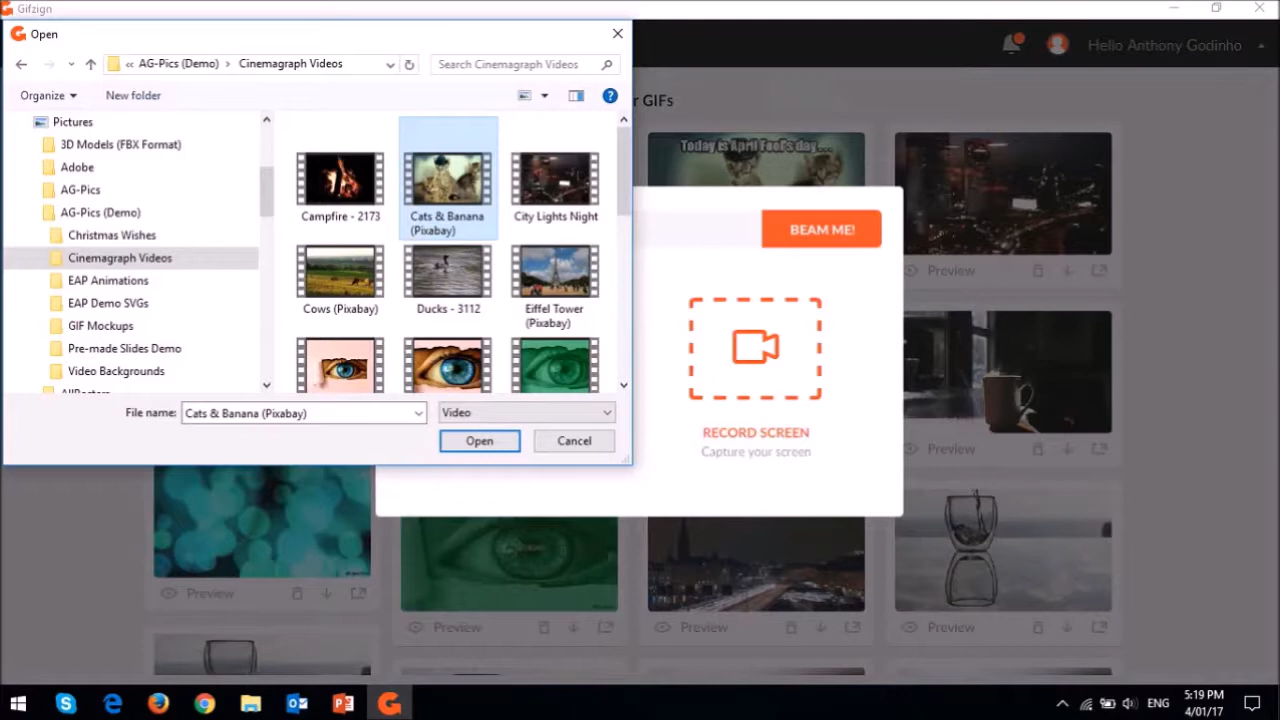 Gifzign
Open
« AG-Pics (Demo) › Cinemagraph Videos
Search Cinemagraph Videos
Organize
New folder
Pictures
3D Models (FBX Format)
Adobe
AG-Pics
AG-Pics (Demo)
Christmas Wishes
Cinemagraph Videos
EAP Animations
EAP Demo SVGs
GIF Mockups
Pre-made Slides Demo
Video Backgrounds
Campfire - 2173
Cats & Banana
(Pixabay)
City Lights Night
Cows (Pixabay)
Ducks - 3112
Eiffel Tower
(Pixabay)
File name: Cats & Banana (Pixabay)
Video
Open
Cancel
Hello Anthony Godinho
r GIFs
Today is April Fool's day...
BEAM ME!
RECORD SCREEN
Capture your screen
Preview
Preview
Preview
Preview
Preview
Preview
ENG
5:19 PM
4/01/17